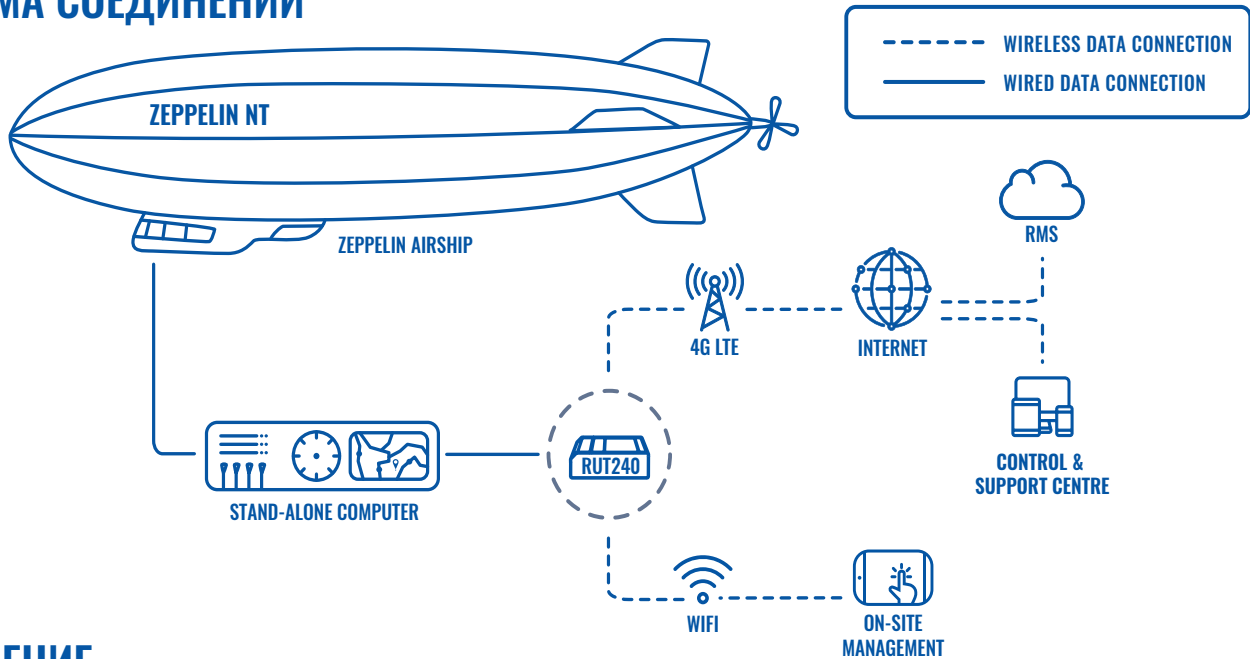 МА СОЕДИНЕНИЙ
WIRELESS DATA CONNECTION
WIRED DATA CONNECTION
ZEPPELIN NT
ZEPPELIN AIRSHIP
RMS
4G LTE
INTERNET
RUT240
CONTROL &
SUPPORT CENTRE
STAND-ALONE COMPUTER
WIFI
ON-SITE
MANAGEMENT